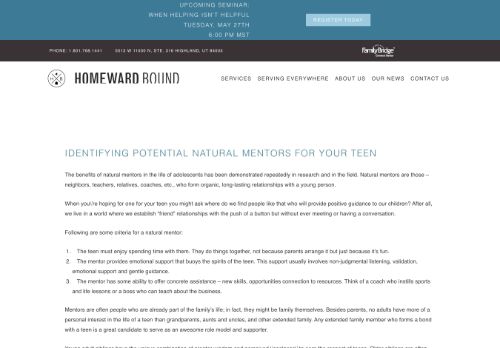 UPCOMING SEMINAR:
WHEN HELPING ISN'T HELPFUL
TUESDAY, MAY 27TH
6:00 PM MST
REGISTER TODAY
PHONE: 1.801.768.1441
5313 W 11000 N, STE. 216 HIGHLAND, UT 84003
FamilyBridge
HOMEWARD BOUND
SERVICES SERVING EVERYWHERE ABOUT US OUR NEWS CONTACT US
IDENTIFYING POTENTIAL NATURAL MENTORS FOR YOUR TEEN
The benefits of natural mentors in the life of adolescents has been demonstrated repeatedly in research and in the field. Natural mentors are those –
neighbors, teachers, relatives, coaches, etc., who form organic, long-lasting relationships with a young person.
When you're hoping for one for your teen you might ask where do we find people like that who will provide positive guidance to our children? After all,
we live in a world where we establish "friend" relationships with the push of a button but without ever meeting or having a conversation.
Following are some criteria for a natural mentor:
1. The teen must enjoy spending time with them. They do things together, not because parents arrange it but just because it's fun.
2. The mentor provides emotional support that buoys the spirits of the teen. This support usually involves non-judgmental listening, validation,
emotional support and gentle guidance.
3. The mentor has some ability to offer concrete assistance – new skills, opportunities connection to resources. Think of a coach who instills sports
and life lessons or a boss who can teach about the business.
Mentors are often people who are already part of the family's life; in fact, they might be family themselves. Besides parents, no adults have more of a
personal interest in the life of a teen than grandparents, aunts and uncles, and other extended family. Any extended family member who forms a bond
with a teen is a great candidate to serve as an awesome role model and supporter.